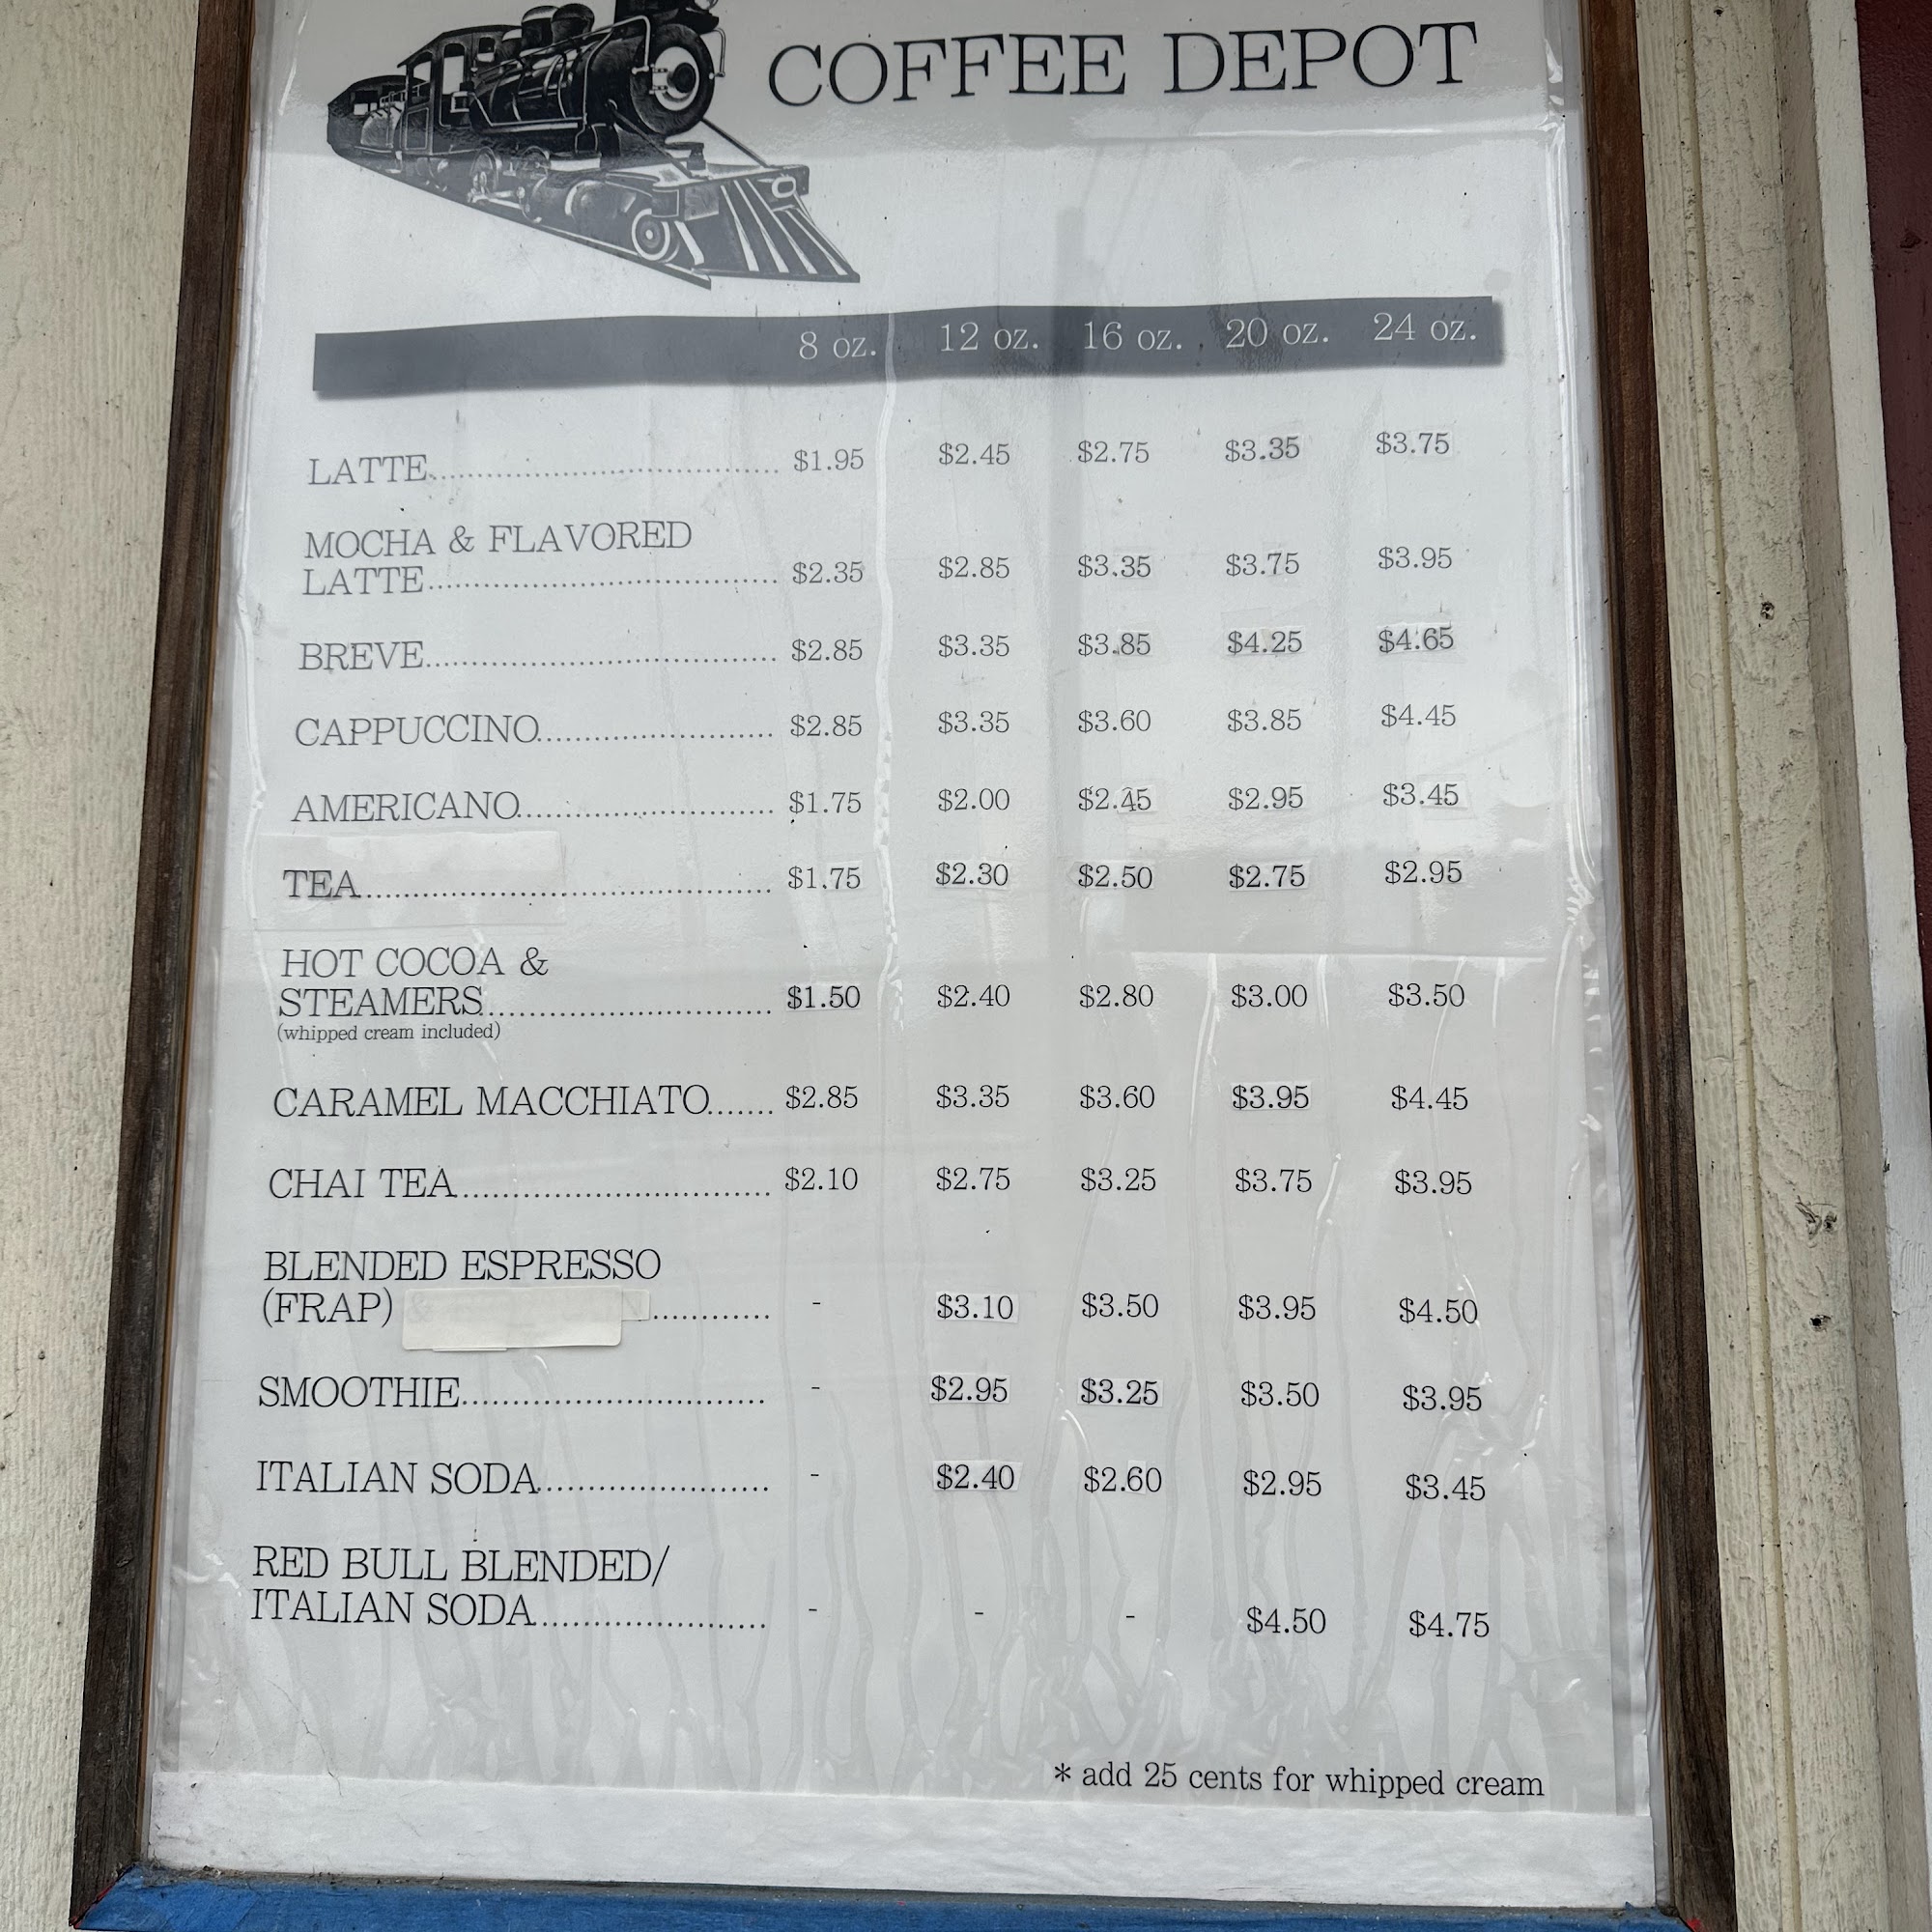 COFFEE DEPOT
8 oz. 12 oz. 16 oz. 20 oz. 24 oz.
LATTE................................... $1.95 $2.45 $2.75 $3.35 $3.75
MOCHA & FLAVORED
LATTE................................... $2.35 $2.85 $3.35 $3.75 $3.95
BREVE................................... $2.85 $3.35 $3.85 $4.25 $4.65
CAPPUCCINO........................ $2.85 $3.35 $3.60 $3.85 $4.45
AMERICANO.......................... $1.75 $2.00 $2.45 $2.95 $3.45
TEA......................................... $1.75 $2.30 $2.50 $2.75 $2.95
HOT COCOA &
STEAMERS............................. $1.50 $2.40 $2.80 $3.00 $3.50
(whipped cream included)
CARAMEL MACCHIATO....... $2.85 $3.35 $3.60 $3.95 $4.45
CHAI TEA................................ $2.10 $2.75 $3.25 $3.75 $3.95
BLENDED ESPRESSO
(FRAP) ............ - $3.10 $3.50 $3.95 $4.50
SMOOTHIE.............................. - $2.95 $3.25 $3.50 $3.95
ITALIAN SODA....................... - $2.40 $2.60 $2.95 $3.45
RED BULL BLENDED/
ITALIAN SODA....................... - - - $4.50 $4.75
* add 25 cents for whipped cream